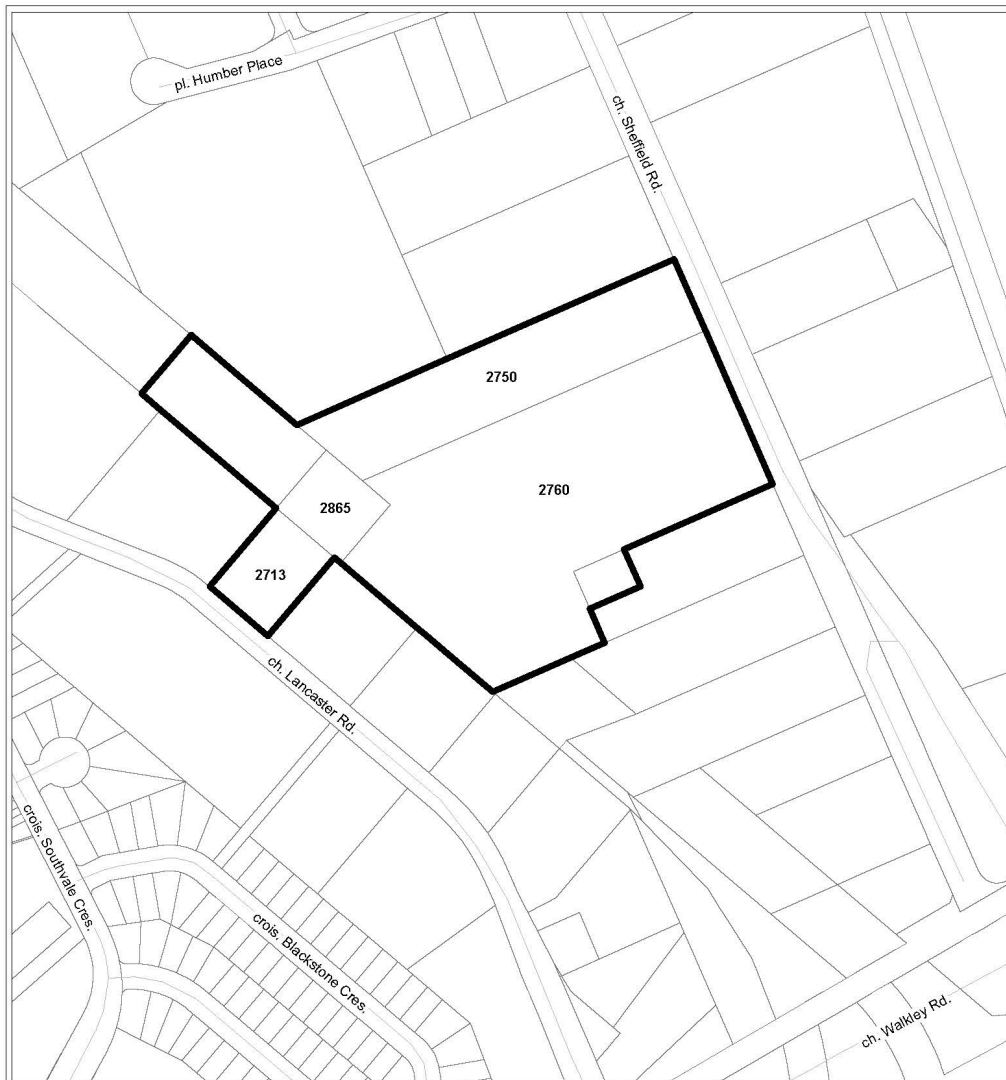 pl. Humber Place
ch. Sheffield Rd.
2750
2760
2865
2713
ch. Lancaster Rd.
crois. Southvale Cres.
crois. Blackstone Cres.
ch. Walkley Rd.